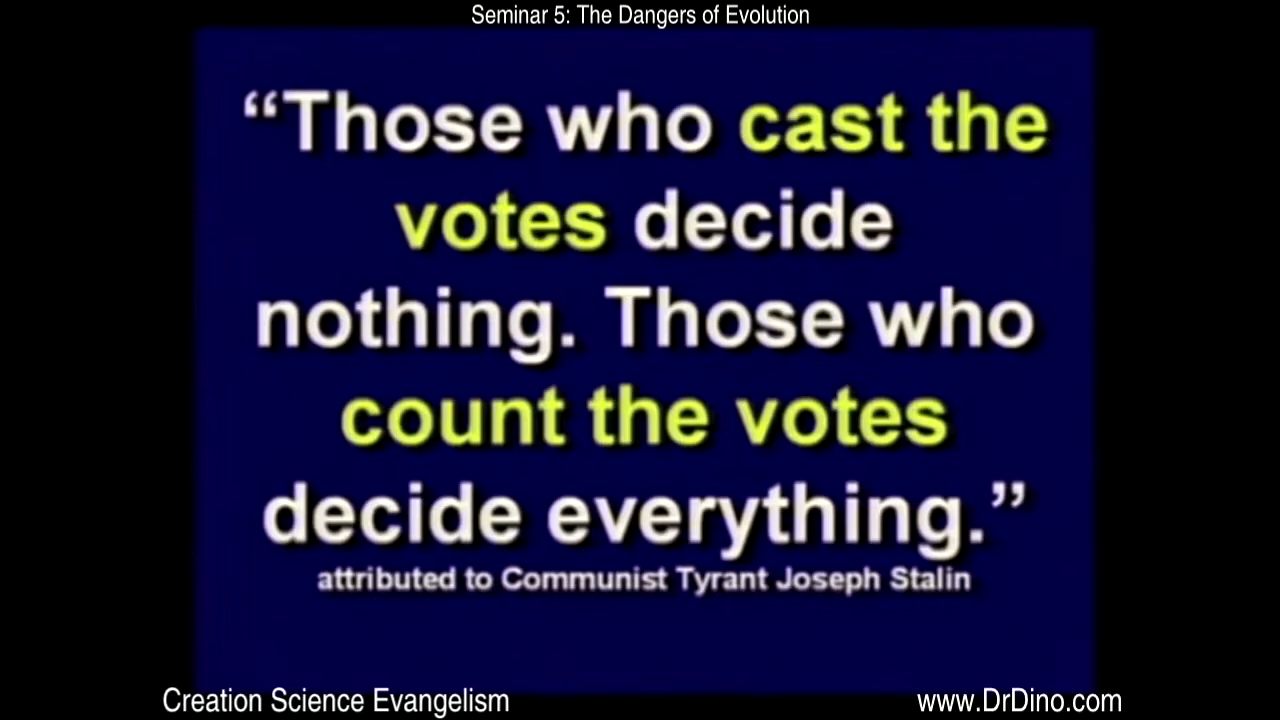 Seminar 5: The Dangers of Evolution
“Those who cast the
votes decide
nothing. Those who
count the votes
decide everything.”
attributed to Communist Tyrant Joseph Stalin
Creation Science Evangelism
www.DrDino.com